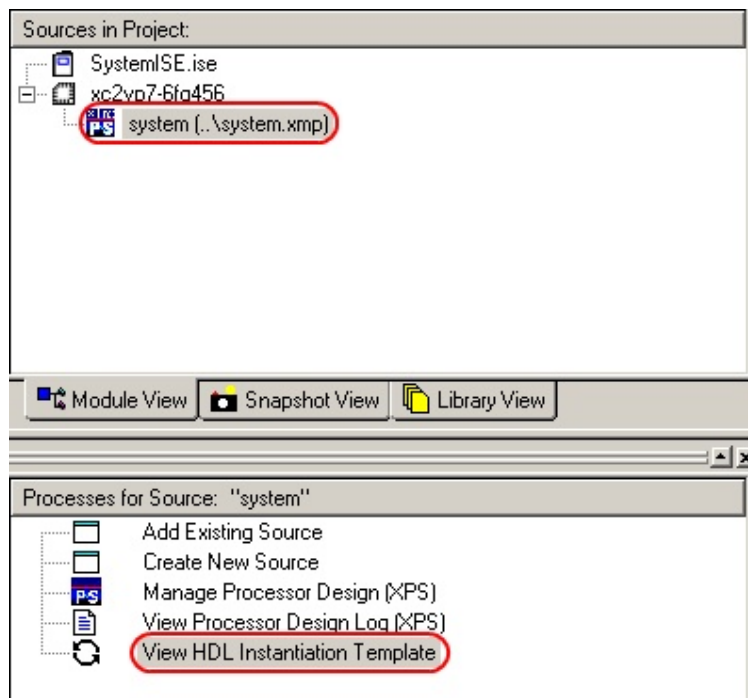 Sources in Project:
SystemISE.ise
xc2vp7-6fg456
system (..\system.xmp)
Module View Snapshot View Library View
Processes for Source: "system"
Add Existing Source
Create New Source
Manage Processor Design (XPS)
View Processor Design Log (XPS)
View HDL Instantiation Template